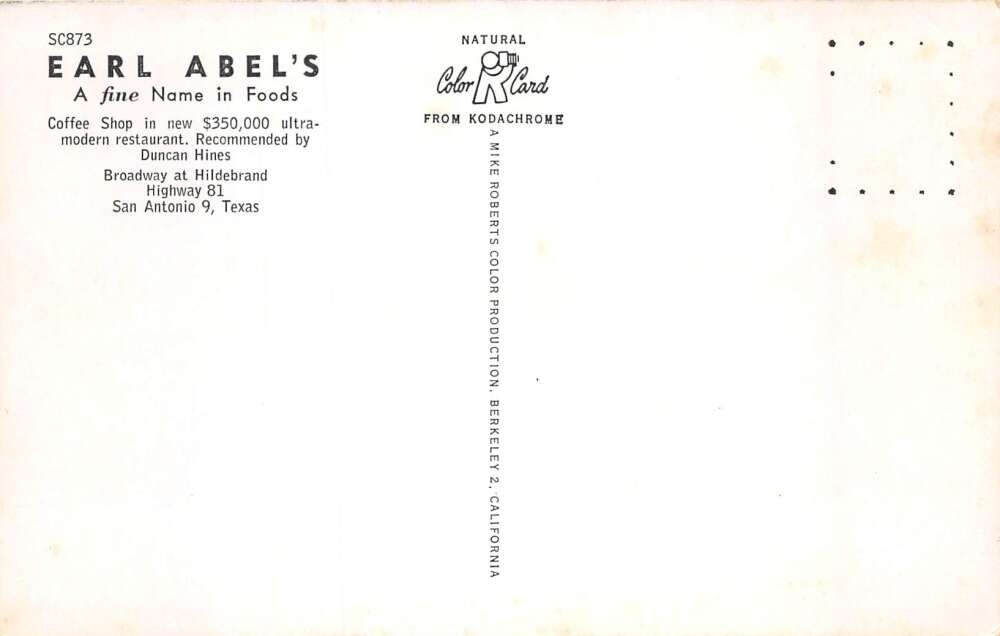 SC873
EARL ABEL'S
A fine Name in Foods
Coffee Shop in new $350,000 ultra-
modern restaurant. Recommended by
Duncan Hines
Broadway at Hildebrand
Highway 81
San Antonio 9, Texas
NATURAL
Color Card
FROM KODACHROME
A MIKE ROBERTS COLOR PRODUCTION, BERKELEY 2, CALIFORNIA